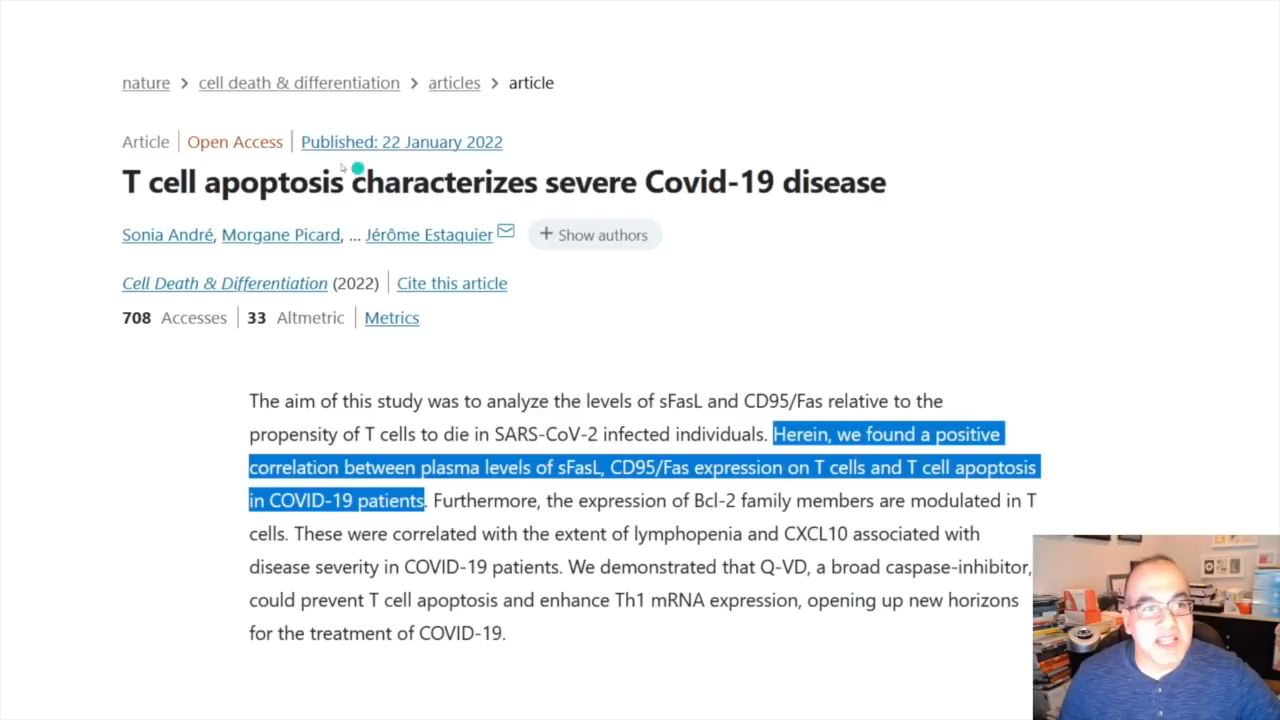 nature > cell death & differentiation > articles > article
Article | Open Access | Published: 22 January 2022
T cell apoptosis characterizes severe Covid-19 disease
Sonia André, Morgane Picard, ... Jérôme Estaquier + Show authors
Cell Death & Differentiation (2022) | Cite this article
708 Accesses | 33 Altmetric | Metrics
The aim of this study was to analyze the levels of sFasL and CD95/Fas relative to the
propensity of T cells to die in SARS-CoV-2 infected individuals. Herein, we found a positive
correlation between plasma levels of sFasL, CD95/Fas expression on T cells and T cell apoptosis
in COVID-19 patients. Furthermore, the expression of Bcl-2 family members are modulated in T
cells. These were correlated with the extent of lymphopenia and CXCL10 associated with
disease severity in COVID-19 patients. We demonstrated that Q-VD, a broad caspase-inhibitor,
could prevent T cell apoptosis and enhance Th1 mRNA expression, opening up new horizons
for the treatment of COVID-19.